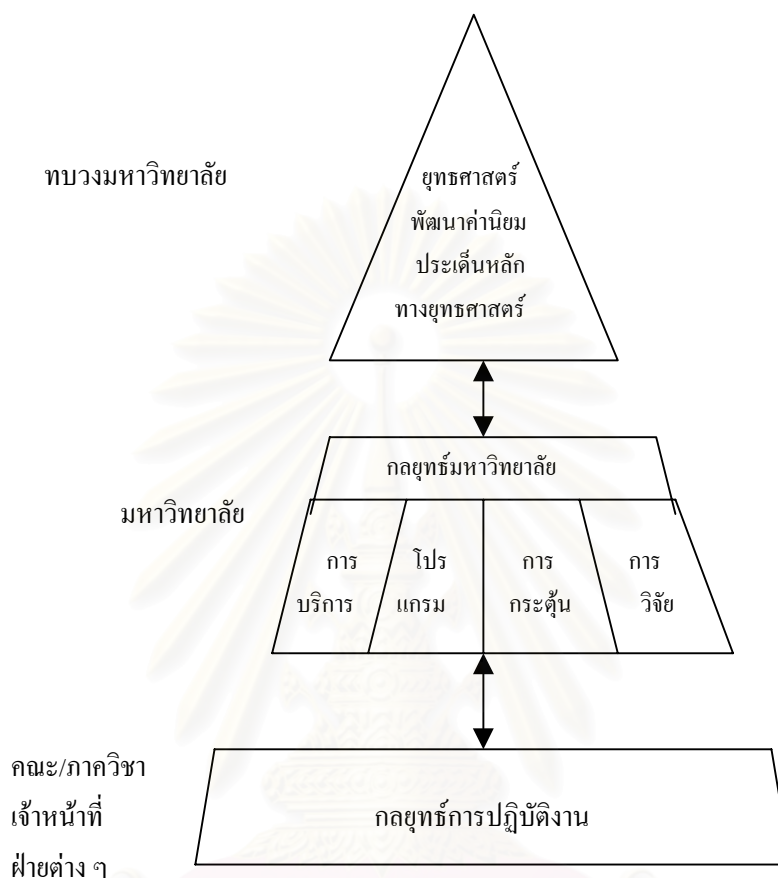 ทบวงมหาวิทยาลัย
ยุทธศาสตร์
พัฒนาค่านิยม
ประเด็นหลัก
ทางยุทธศาสตร์
มหาวิทยาลัย
กลยุทธ์มหาวิทยาลัย
การ
บริการ
โปร
แกรม
การ
กระตุ้น
การ
วิจัย
คณะ/ภาควิชา
เจ้าหน้าที่
ฝ่ายต่าง ๆ
กลยุทธ์การปฏิบัติงาน